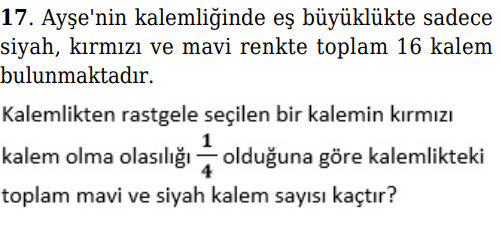 17. Ayşe'nin kalemliğinde eş büyüklükte sadece
siyah, kırmızı ve mavi renkte toplam 16 kalem
bulunmaktadır.
Kalemlikten rastgele seçilen bir kalemin kırmızı
kalem olma olasılığı 1/4 olduğuna göre kalemlikteki
toplam mavi ve siyah kalem sayısı kaçtır?